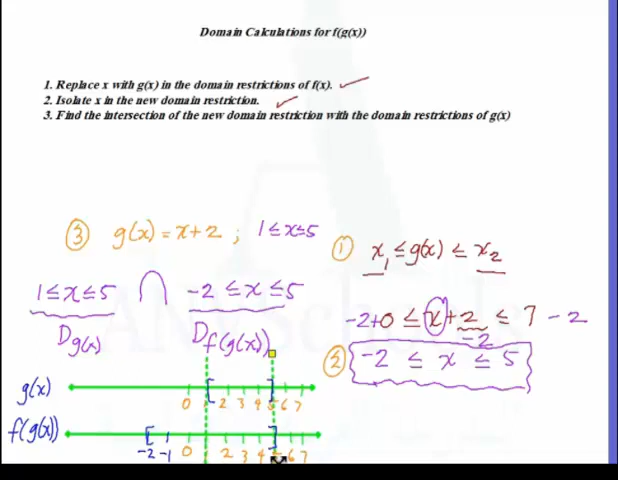 Domain Calculations for f(g(x))
1. Replace x with g(x) in the domain restrictions of f(x).
2. Isolate x in the new domain restriction.
3. Find the intersection of the new domain restriction with the domain restrictions of g(x)
③ g(x) = x + 2 ; 1 ≤ x ≤ 5
① x₁ ≤ g(x) ≤ x₂
1 ≤ x ≤ 5 ∩ -2 ≤ x ≤ 5
-2+0 ≤ x + 2 ≤ 7 - 2
-2
D g(x) D f(g(x))
② -2 ≤ x ≤ 5
g(x)
0 2 3 4 5 6 7
f(g(x))
-2 -1 0 2 3 4 6 7